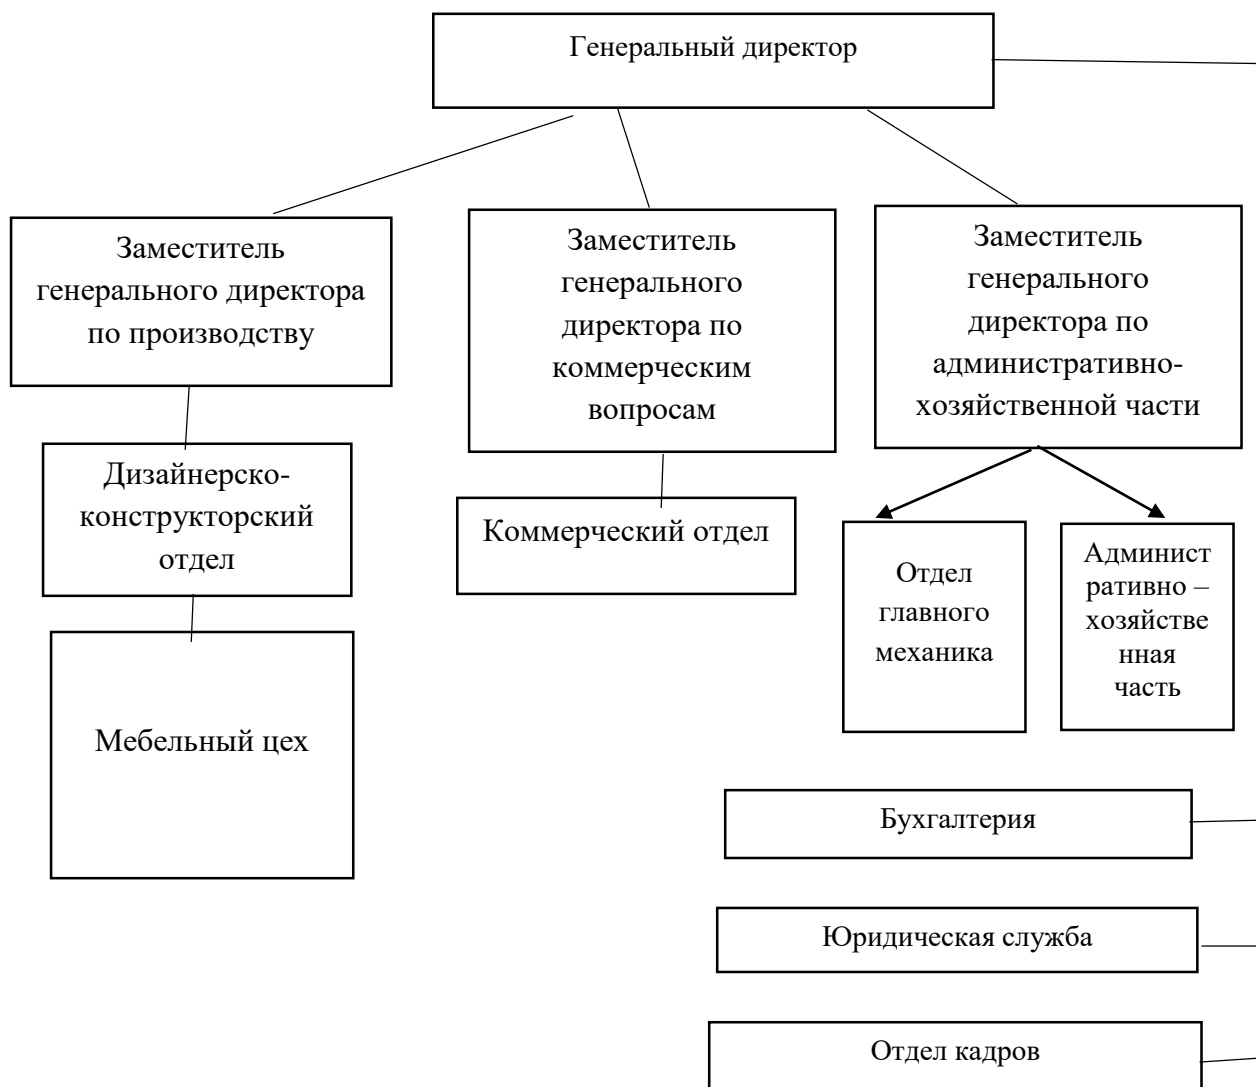 Генеральный директор
Заместитель
генерального директора
по производству
Заместитель
генерального
директора по
коммерческим
вопросам
Заместитель
генерального
директора по
административно-
хозяйственной части
Дизайнерско-
конструкторский
отдел
Коммерческий отдел
Отдел
главного
механика
Админист
ративно –
хозяйстве
нная
часть
Мебельный цех
Бухгалтерия
Юридическая служба
Отдел кадров